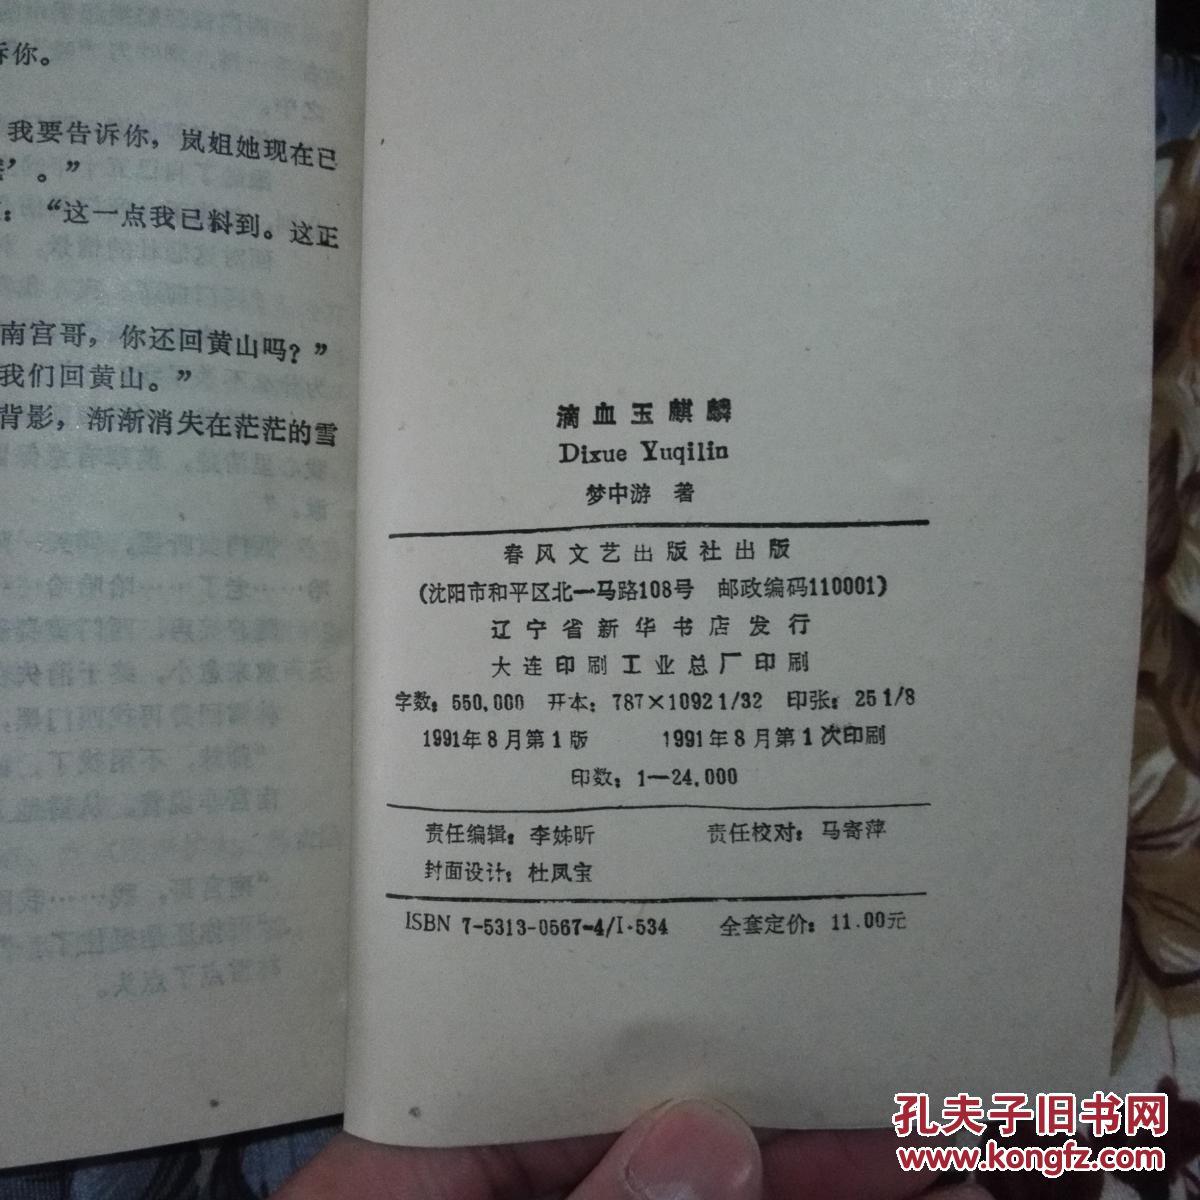 诉你。
我要告诉你，岚姐她现在已
’。”
：“这一点我已料到。这正
南宫哥，你还回黄山吗？”
我们回黄山。”
背影，渐渐消失在茫茫的雪
滴血玉麒麟
Dixue Yuqilin
梦中游 著
春风文艺出版社出版
(沈阳市和平区北一马路108号 邮政编码110001)
辽宁省新华书店发行
大连印刷工业总厂印刷
字数：550,000 开本：787×1092 1/32 印张：25 1/8
1991年8月第1版 1991年8月第1次印刷
印数：1—24,000
责任编辑：李姊昕 责任校对：马寄萍
封面设计：杜凤宝
ISBN 7-5313-0567-4/I·534 全套定价：11.00元
孔夫子旧书网
www.kongfz.com